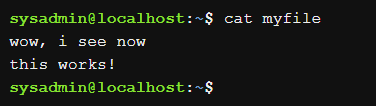 sysadmin@localhost:~$ cat myfile
wow, i see now
this works!
sysadmin@localhost:~$